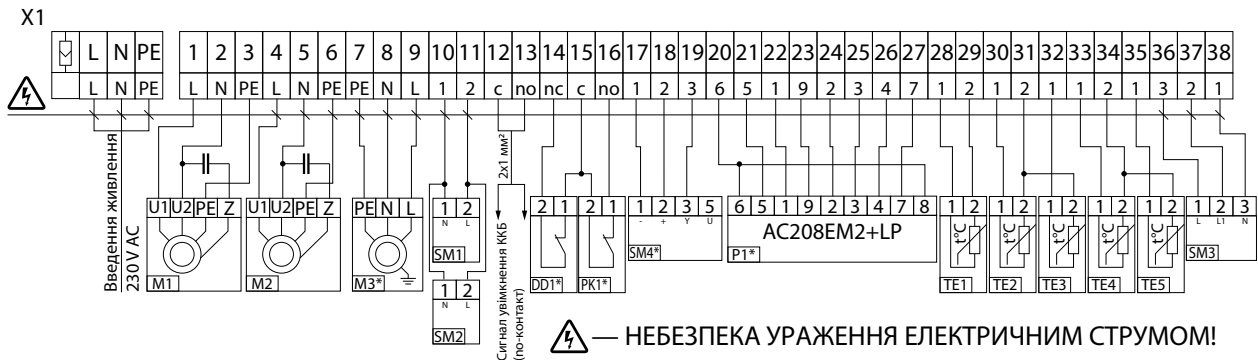 X1
L N PE 1 2 3 4 5 6 7 8 9 10 11 12 13 14 15 16 17 18 19 20 21 22 23 24 25 26 27 28 29 30 31 32 33 34 35 36 37 38
L N PE L N PE L N PE PE N L 1 2 c no nc c no 1 2 3 6 5 1 9 2 3 4 7 1 2 1 2 1 1 2 1 3 2 1
Введення живлення
230 V AC
2x1 мм²
U1 U2 PE Z
M1
U1 U2 PE Z
M2
PE N L
M3*
1 2
N L
SM1
1 2
N L
SM2
Сигнал увімкнення ККБ
(no-контакт)
2 1
DD1*
2 1
PK1*
1 2 3 5
- + Y U
SM4*
6 5 1 9 2 3 4 7 8
AC208EM2+LP
P1*
1 2
t°C
TE1
1 2
t°C
TE2
1 2
t°C
TE3
1 2
t°C
TE4
1 2
t°C
TE5
1 2 3
L L1 N
SM3
— НЕБЕЗПЕКА УРАЖЕННЯ ЕЛЕКТРИЧНИМ СТРУМОМ!